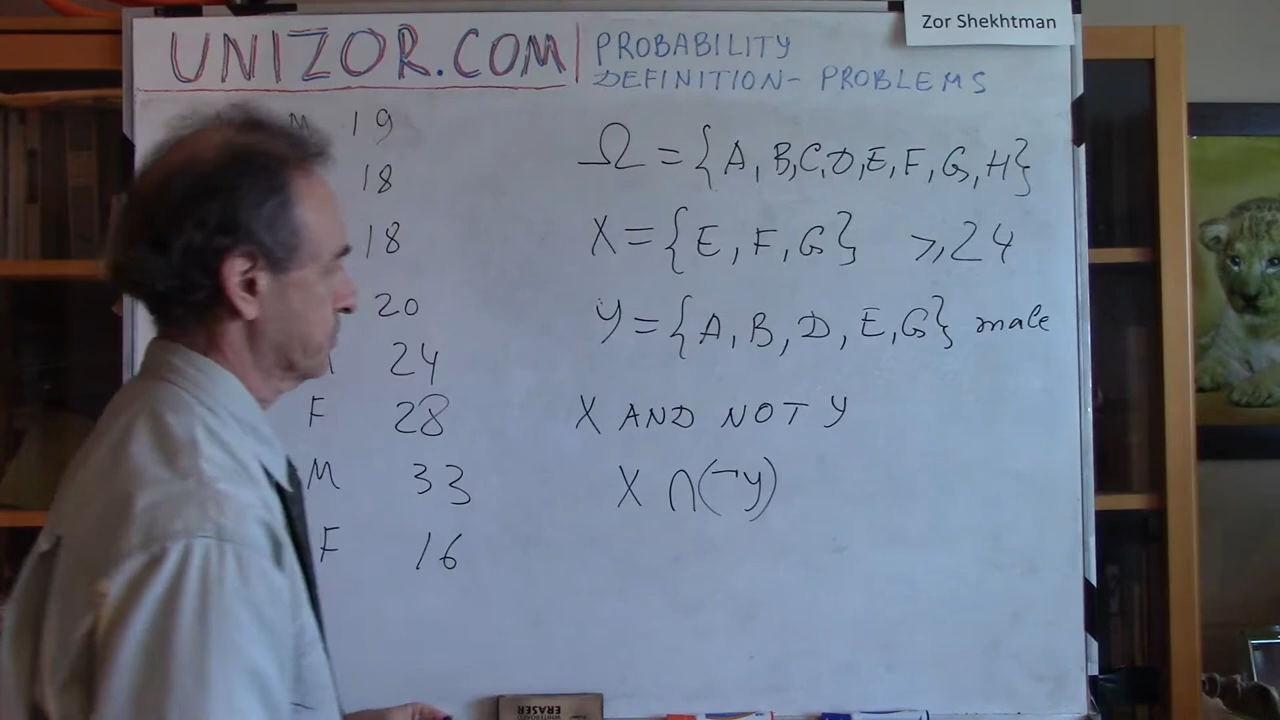 Zor Shekhtman
UNIZOR.COM
PROBABILITY
DEFINITION- PROBLEMS
M 19
18
18
20
24
F 28
M 33
F 16
Ω = {A, B, C, D, E, F, G, H}
X = {E, F, G} ⩾ 24
Y = {A, B, D, E, G} male
X AND NOT Y
X ∩ (¬Y)
ERASER